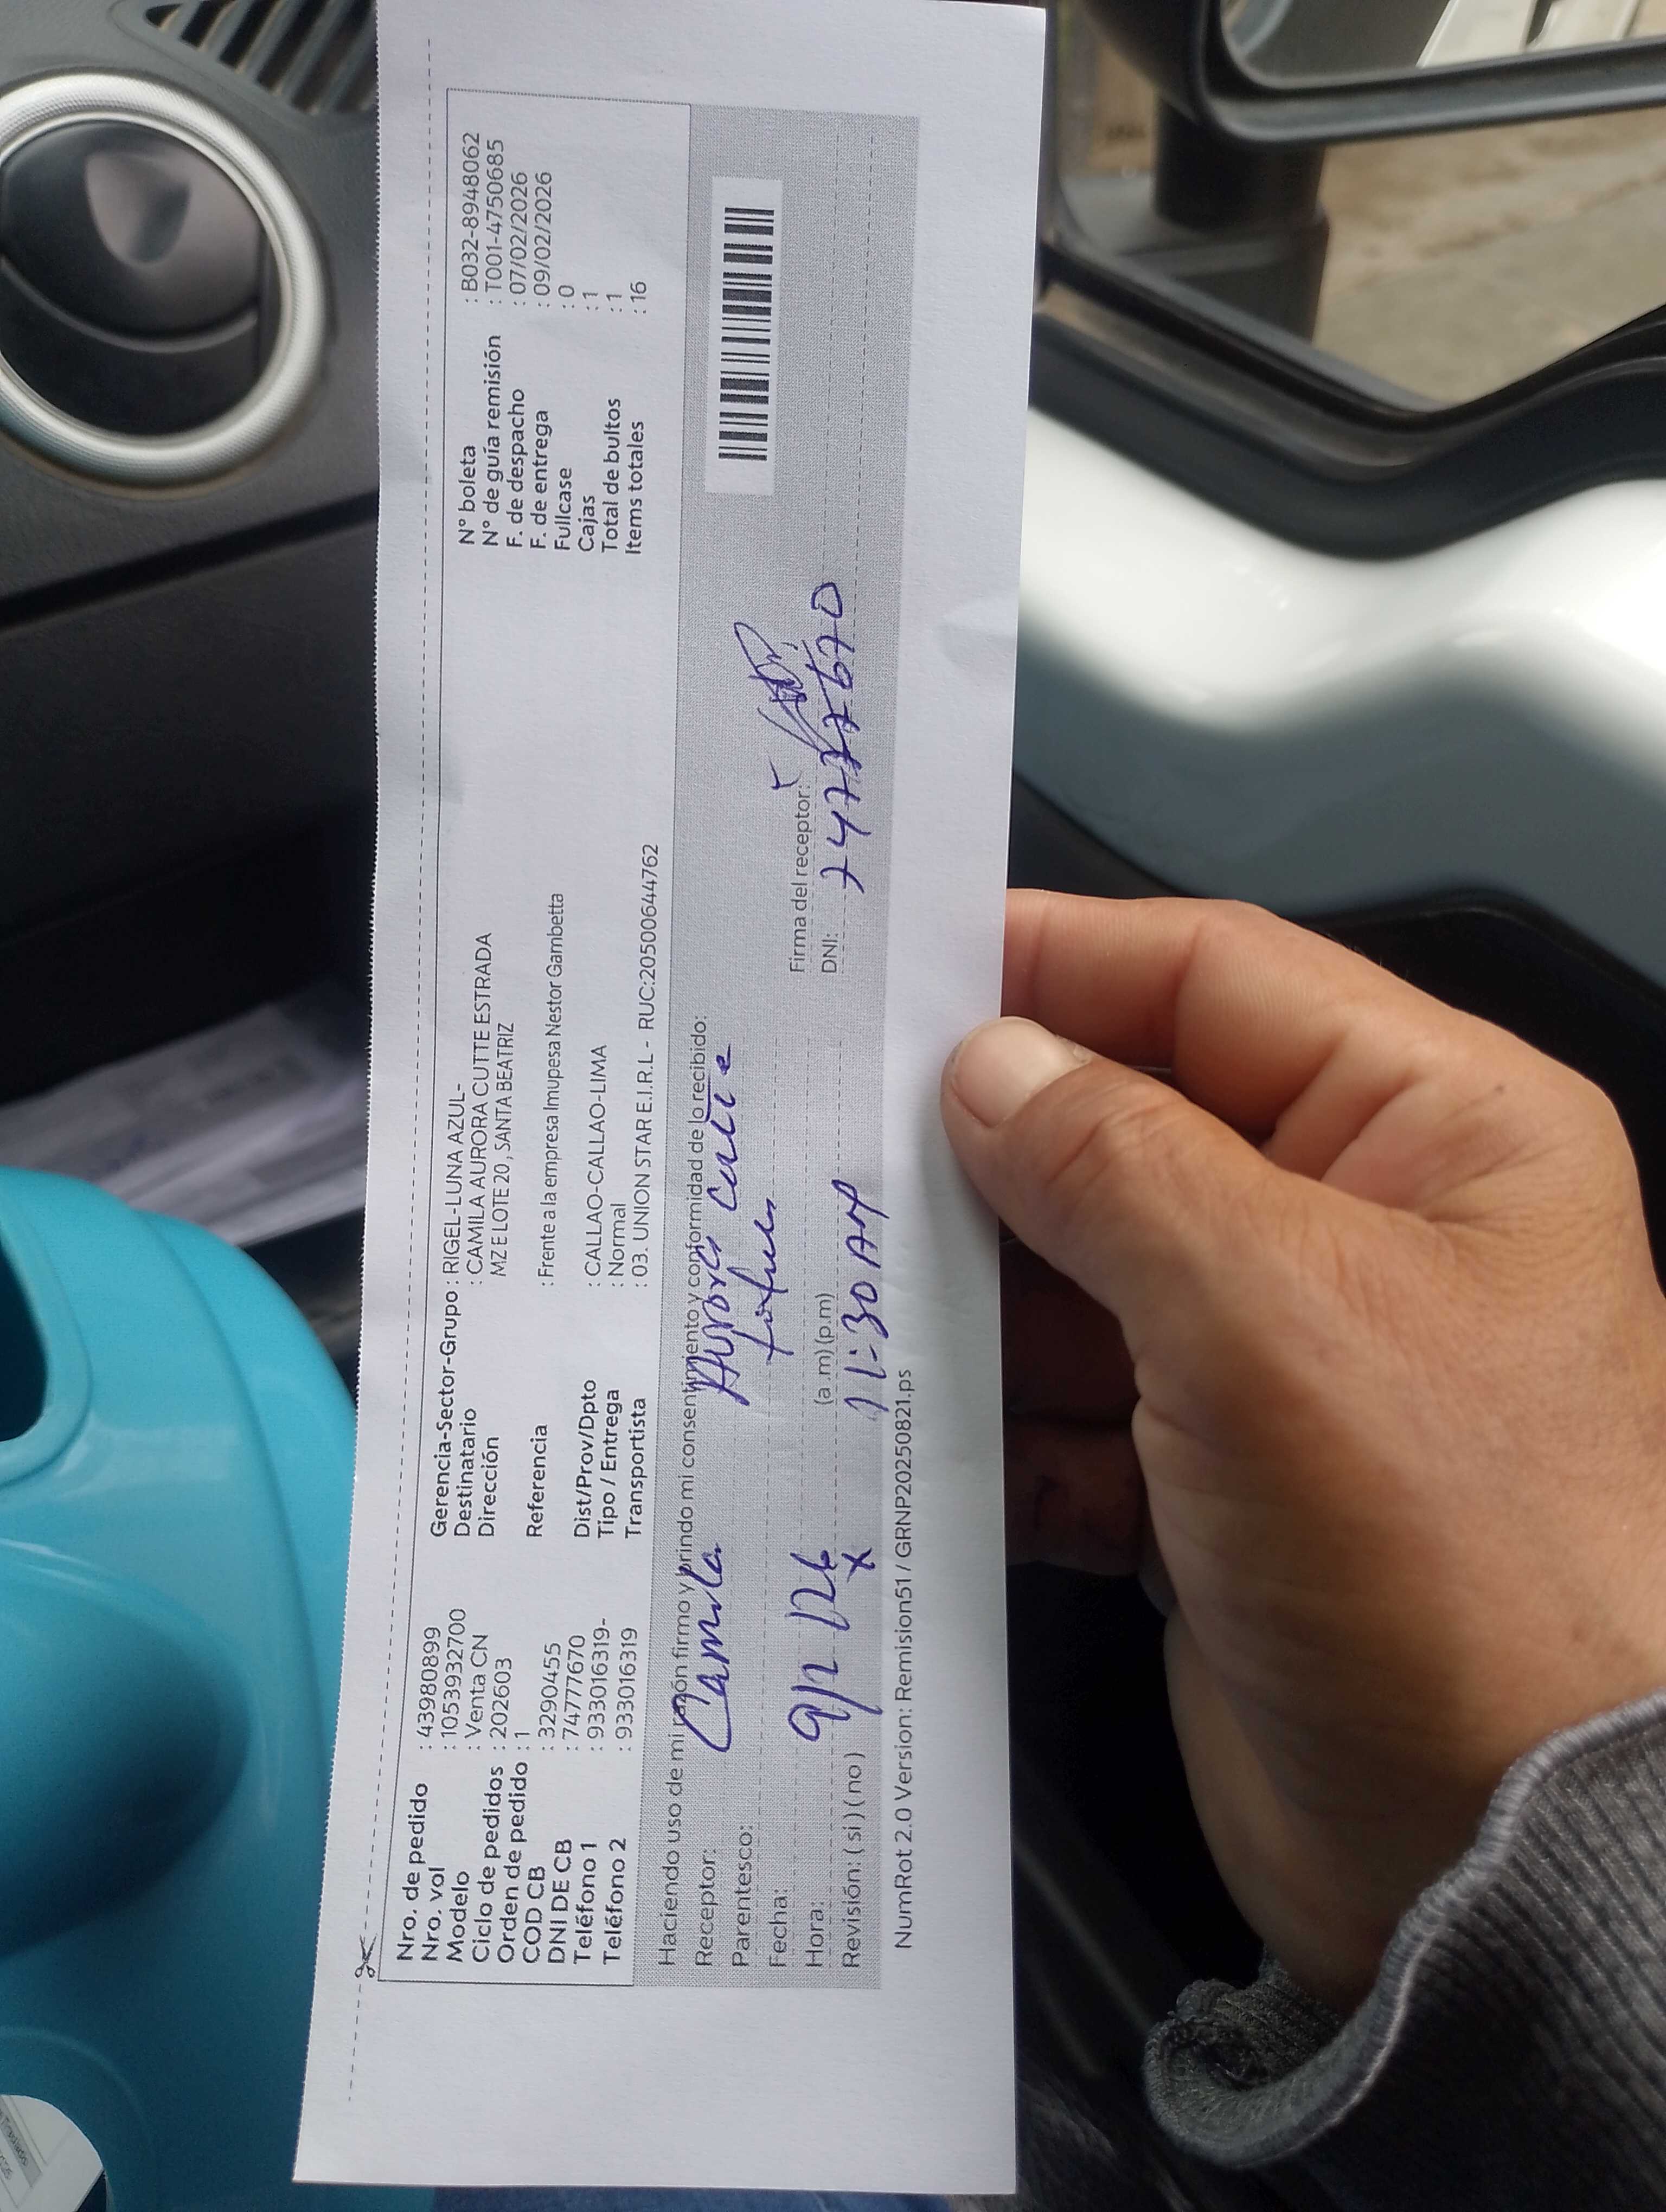 Nro. de pedido : 43980899
Nro. vol : 1053932700
Modelo : Venta CN
Ciclo de pedidos : 202603
Orden de pedido : 1
COD CB : 3290455
DNI DE CB : 74777670
Teléfono 1 : 933016319-
Teléfono 2 : 933016319
Gerencia-Sector-Grupo : RIGEL-LUNA AZUL-
Destinatario : CAMILA AURORA CUTTE ESTRADA
Dirección MZ E LOTE 20 , SANTA BEATRIZ
Referencia : Frente a la empresa Imupesa Nestor Gambetta
Dist/Prov/Dpto : CALLAO-CALLAO-LIMA
Tipo / Entrega : Normal
Transportista : 03. UNION STAR E.I.R.L - RUC:20500644762
N° boleta : B032-8948062
N° de guía remisión : T001-4750685
F. de despacho : 07/02/2026
F. de entrega : 09/02/2026
Fullcase : 0
Cajas : 1
Total de bultos : 1
Items totales : 16
Haciendo uso de mi razón firmo y brindo mi consentimiento y conformidad de lo recibido:
Receptor: Camila Aurora Cutte
Parentesco:
Fecha: 9/2/26
Firma del receptor:
Hora: (a .m) (p.m) 11:30 AM
DNI: 74777670
Revisión: ( si ) ( no ) x
NumRot 2.0 Version: Remision51 / GRNP20250821.ps